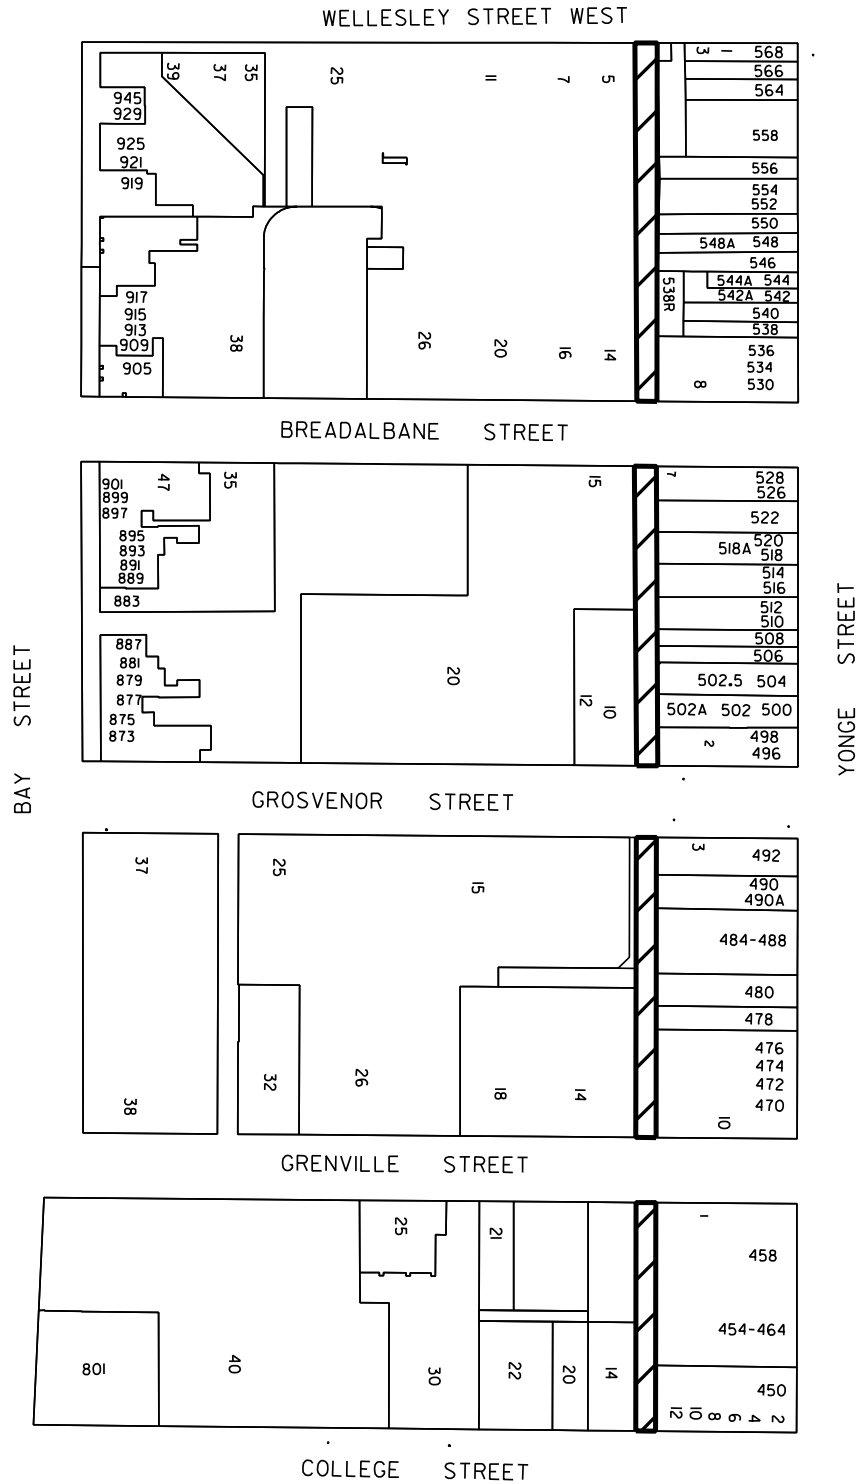 WELLESLEY STREET WEST
39 37 35 25 11 7 5 3 1 568
566
945 564
929
925 558
921
919 556
554
552
550
548A 548
546
538R 544A 544
917 542A 542
915 540
913 538
909 38 26 20 16 14 536
905 534
8 530
BREADALBANE STREET
901 47 35 15 7 528
899 526
897 522
895 520
893 518A 518
891 514
889 516
883 512
510
887 508
881 506
879 20 502.5 504
877 12 10 502A 502 500
875 498
873 2 496
BAY STREET
YONGE STREET
GROSVENOR STREET
37 25 15 3 492
490
490A
484-488
480
478
476
32 26 18 14 474
472
38 470
10
GRENVILLE STREET
25 21 1
458
454-464
801 40 30 22 20 14
450
12 10 8 6 4 2
COLLEGE STREET